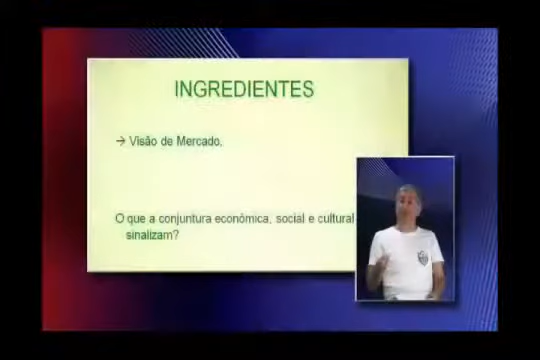 INGREDIENTES
→ Visão de Mercado.
O que a conjuntura econômica, social e cultural
sinalizam?